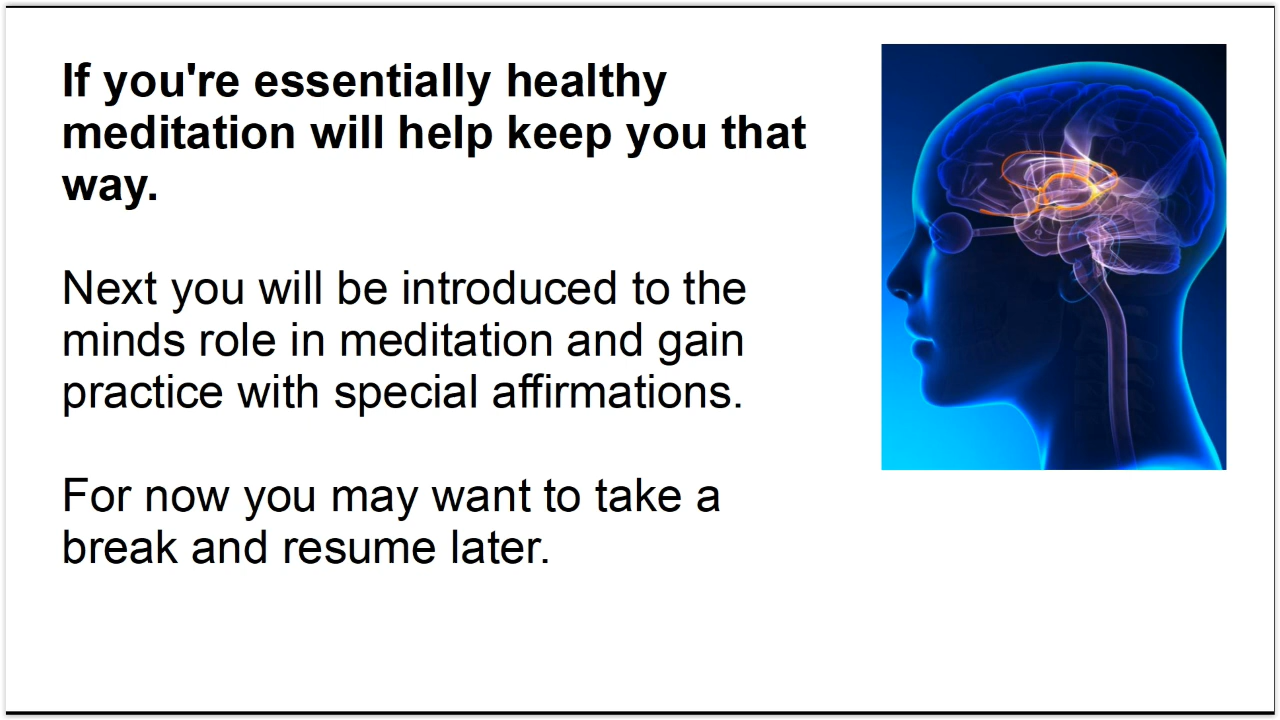 If you're essentially healthy
meditation will help keep you that
way.
Next you will be introduced to the
minds role in meditation and gain
practice with special affirmations.
For now you may want to take a
break and resume later.